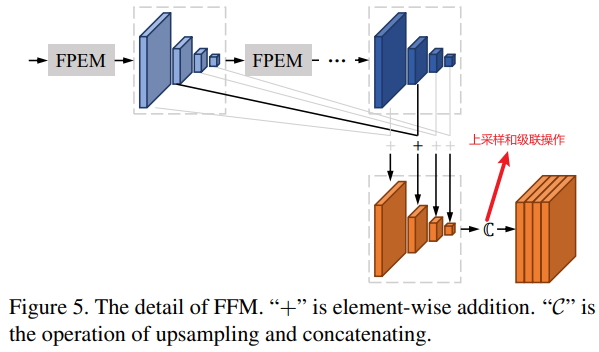 FPEM FPEM ...
+ + + +
上采样和级联操作
C
Figure 5. The detail of FFM. “+” is element-wise addition. “C” is
the operation of upsampling and concatenating.